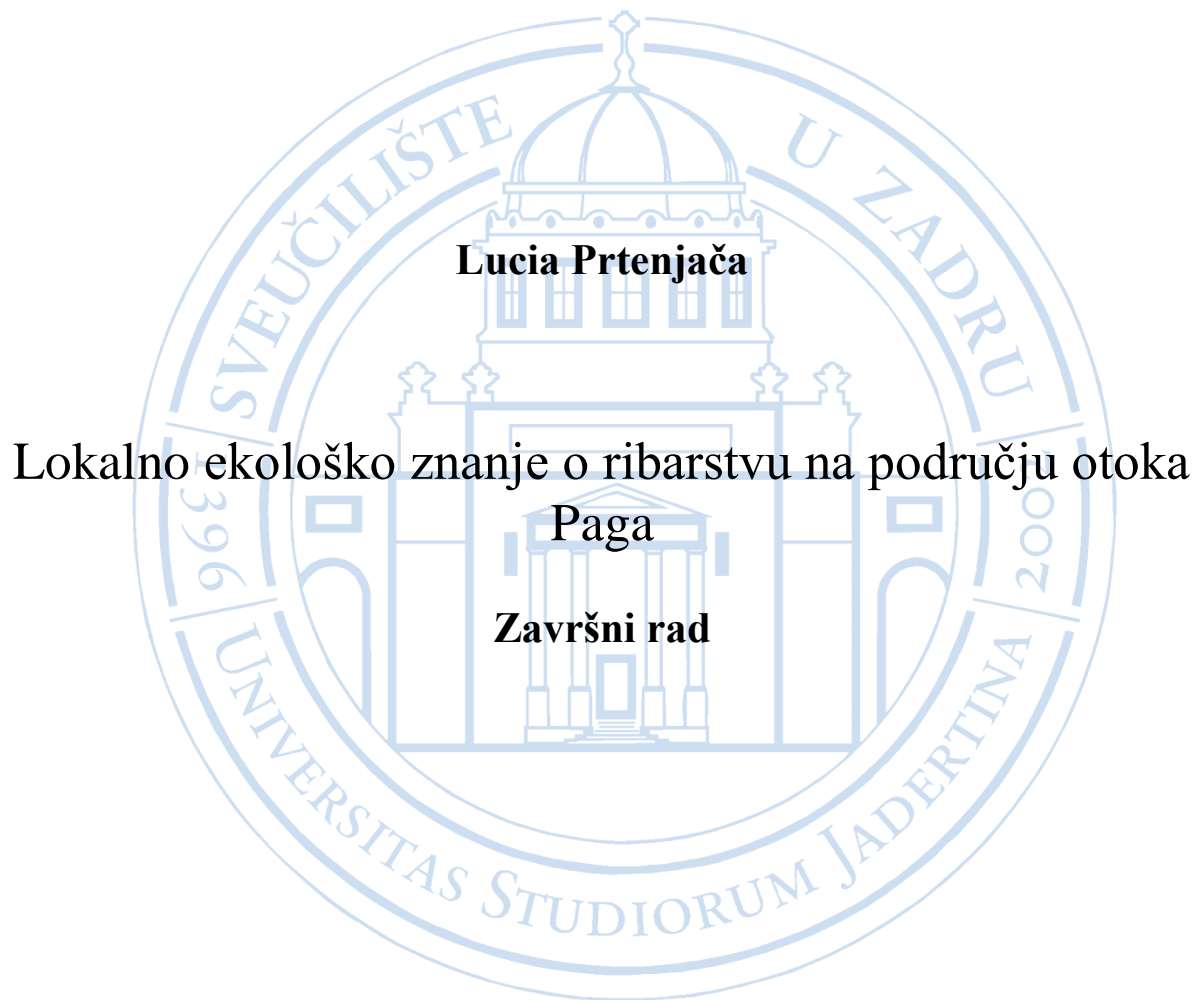 SVEUČILIŠTE U ZADRU
Lucia Prtenjača
Lokalno ekološko znanje o ribarstvu na području otoka
Paga
Završni rad
1396
2002
UNIVERSITAS STUDIORUM JADERTINA